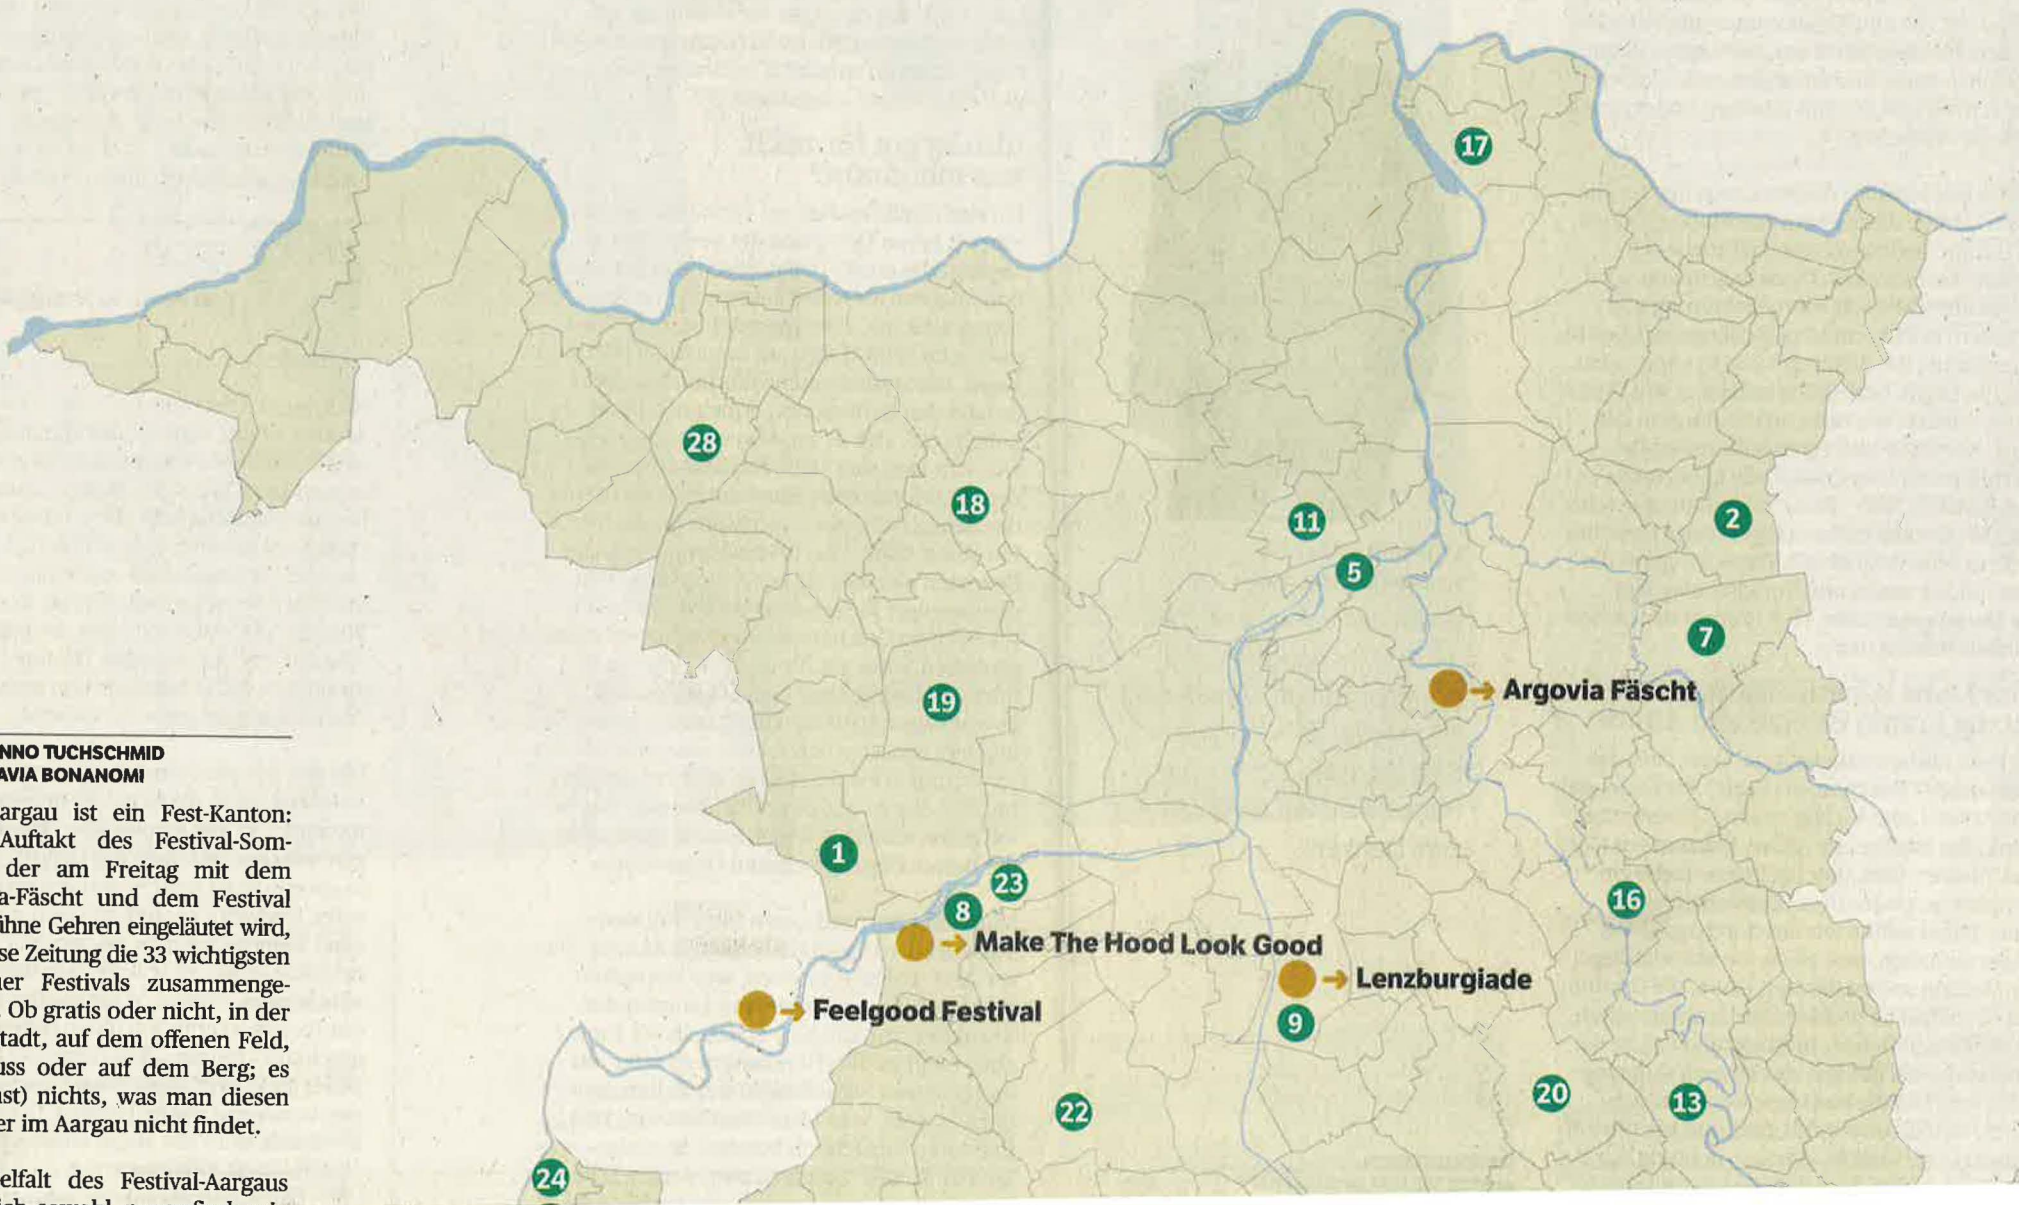 17
28
18
11
2
5
7
Argovia Fäscht
19
NNO TUCHSCHMID
AVIA BONANOMI
argau ist ein Fest-Kanton:
Auftakt des Festival-Som-
der am Freitag mit dem
a-Fäscht und dem Festival
ühne Gehren eingeläutet wird,
se Zeitung die 33 wichtigsten
er Festivals zusammenge-
Ob gratis oder nicht, in der
tadt, auf dem offenen Feld,
uss oder auf dem Berg; es
st) nichts, was man diesen
er im Aargau nicht findet.
elfalt des Festival-Aargaus
1
23
8
16
Make The Hood Look Good
Lenzburgiade
Feelgood Festival
9
20
13
22
24